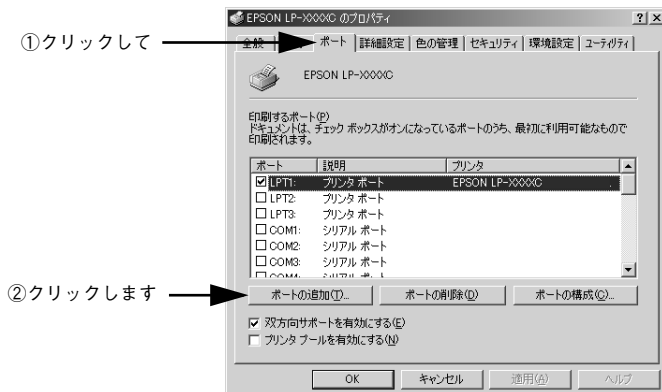 EPSON LP-XXXXC のプロパティ
①クリックして
全般
ポート
詳細設定
色の管理
セキュリティ
環境設定
ユーティリティ
EPSON LP-XXXXC
印刷するポート(P)
ドキュメントは、チェック ボックスがオンになっているポートのうち、最初に利用可能なもので
印刷されます。
ポート 説明 プリンタ
LPT1: プリンタ ポート EPSON LP-XXXXC
LPT2: プリンタ ポート
LPT3: プリンタ ポート
COM1: シリアル ポート
COM2: シリアル ポート
COM3: シリアル ポート
COM4: シリアル ポート
②クリックします
ポートの追加(T)... ポートの削除(D) ポートの構成(C)...
双方向サポートを有効にする(E)
プリンタ プールを有効にする(N)
OK キャンセル 適用(A) ヘルプ